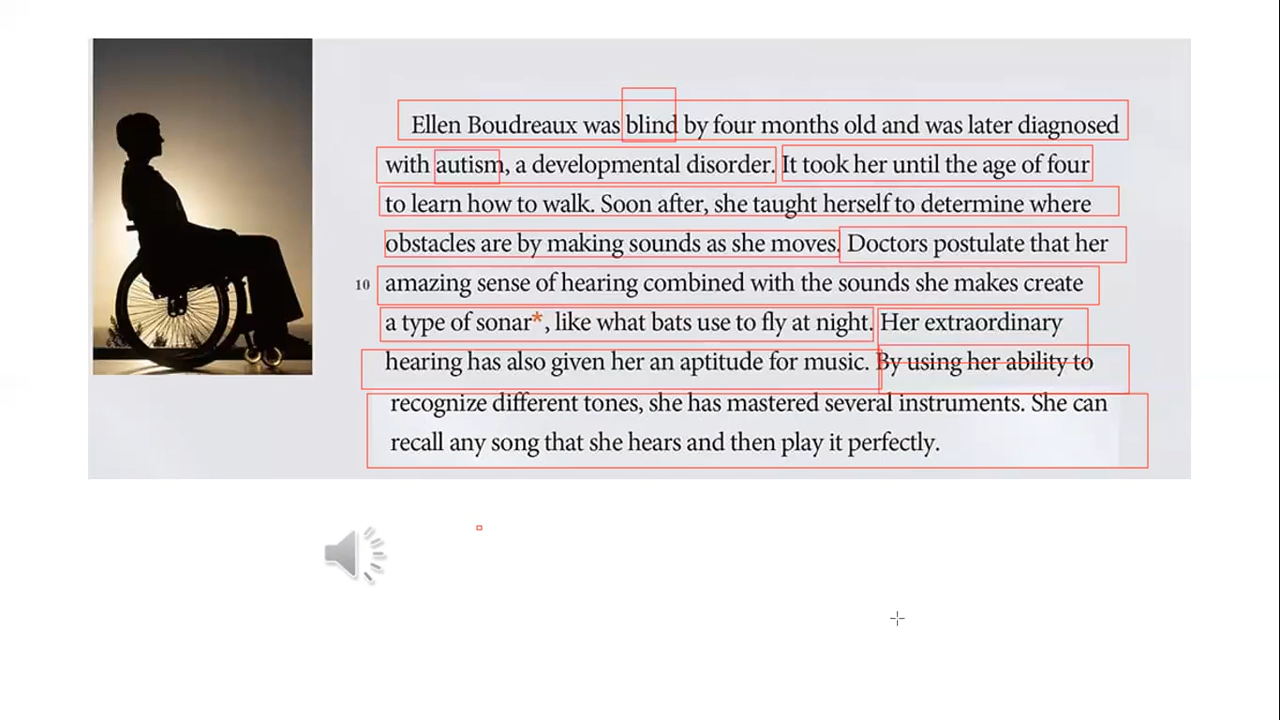 Ellen Boudreaux was blind by four months old and was later diagnosed
with autism, a developmental disorder. It took her until the age of four
to learn how to walk. Soon after, she taught herself to determine where
obstacles are by making sounds as she moves. Doctors postulate that her
10 amazing sense of hearing combined with the sounds she makes create
a type of sonar*, like what bats use to fly at night. Her extraordinary
hearing has also given her an aptitude for music. By using her ability to
recognize different tones, she has mastered several instruments. She can
recall any song that she hears and then play it perfectly.